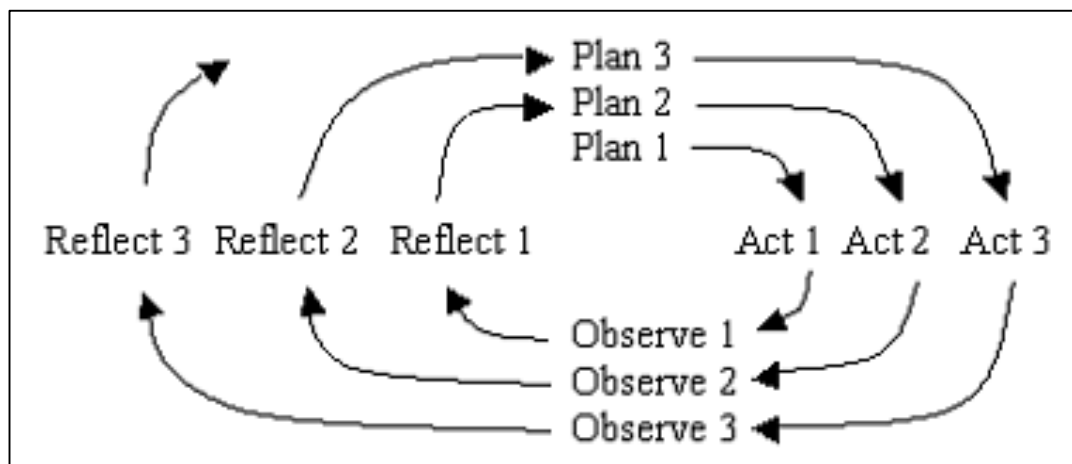 Plan 3
Plan 2
Plan 1
Reflect 3 Reflect 2 Reflect 1 Act 1 Act 2 Act 3
Observe 1
Observe 2
Observe 3